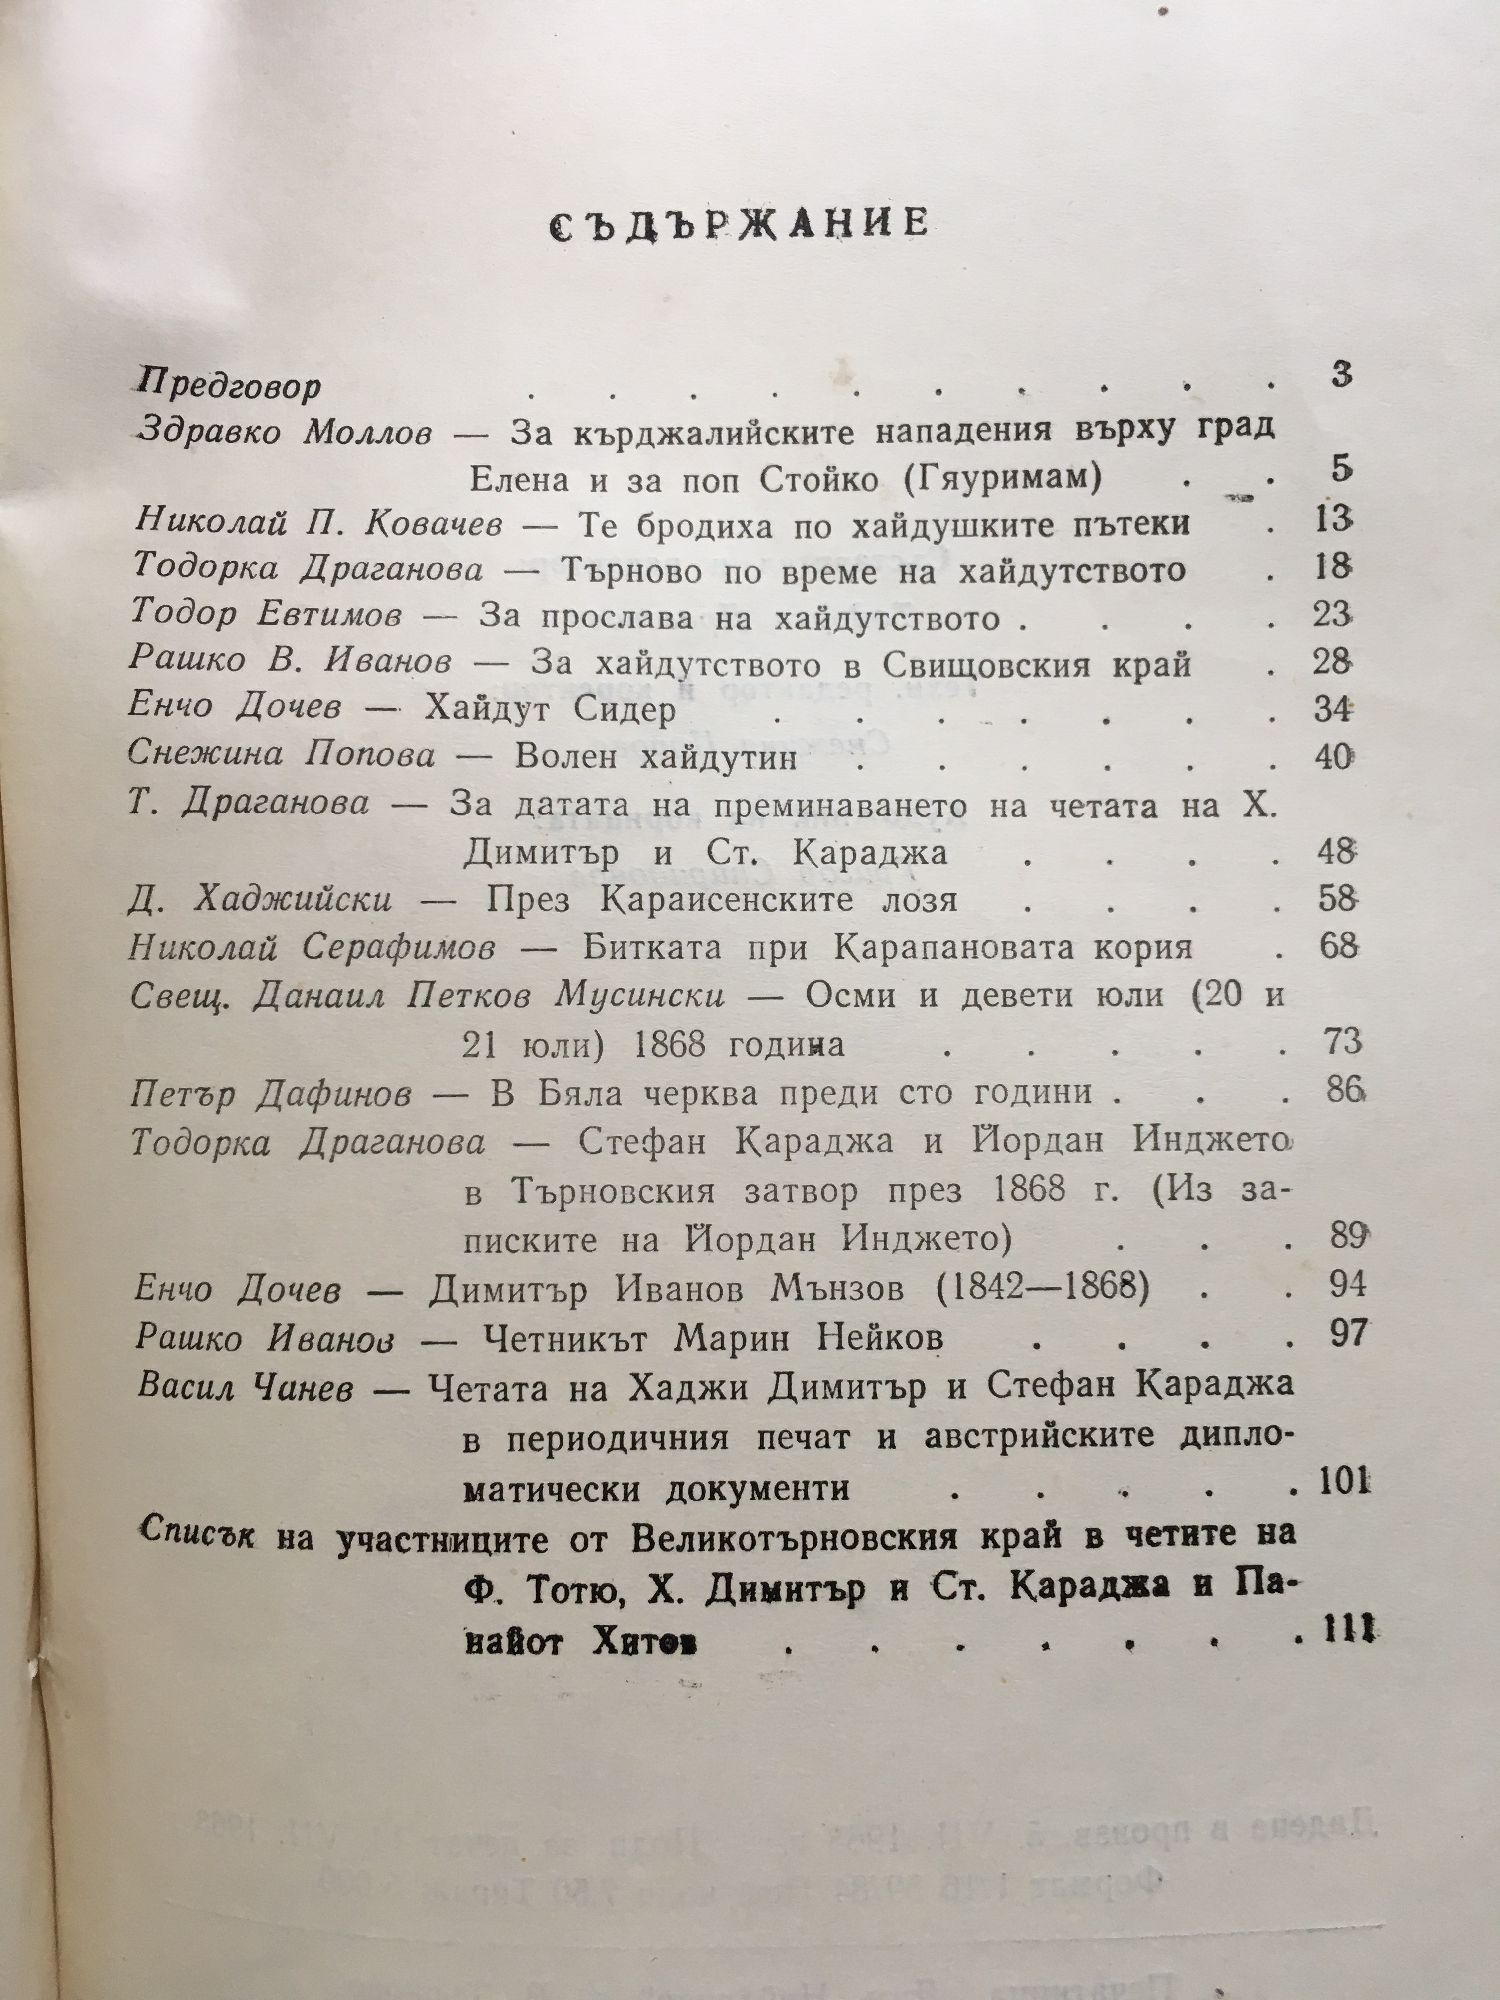 СЪДЪРЖАНИЕ
Предговор . . . . . . . . . . 3
Здравко Моллов — За кърджалийските нападения върху град
Елена и за поп Стойко (Гяуримам) . . 5
Николай П. Ковачев — Те бродиха по хайдушките пътеки . 13
Тодорка Драганова — Търново по време на хайдутството . 18
Тодор Евтимов — За прослава на хайдутството . . . . 23
Рашко В. Иванов — За хайдутството в Свищовския край . 28
Енчо Дочев — Хайдут Сидер . . . . . . . 34
Снежина Попова — Волен хайдутин . . . . . . 40
Т. Драганова — За датата на преминаването на четата на Х.
Димитър и Ст. Караджа . . . . 48
Д. Хаджийски — През Караисенските лозя . . . . 58
Николай Серафимов — Битката при Карапановата кория . 68
Свещ. Данаил Петков Мусински — Осми и девети юли (20 и
21 юли) 1868 година . . . . . 73
Петър Дафинов — В Бяла черква преди сто години . . . 86
Тодорка Драганова — Стефан Караджа и Йордан Инджето
в Търновския затвор през 1868 г. (Из за-
писките на Йордан Инджето) . . . 89
Енчо Дочев — Димитър Иванов Мънзов (1842—1868) . . 94
Рашко Иванов — Четникът Марин Нейков . . . . 97
Васил Чанев — Четата на Хаджи Димитър и Стефан Караджа
в периодичния печат и австрийските дипло-
матически документи . . . . . 101
Списък на участниците от Великотърновския край в четите на
Ф. Тотю, Х. Димитър и Ст. Караджа и Па-
найот Хитов . . . . . . . 111